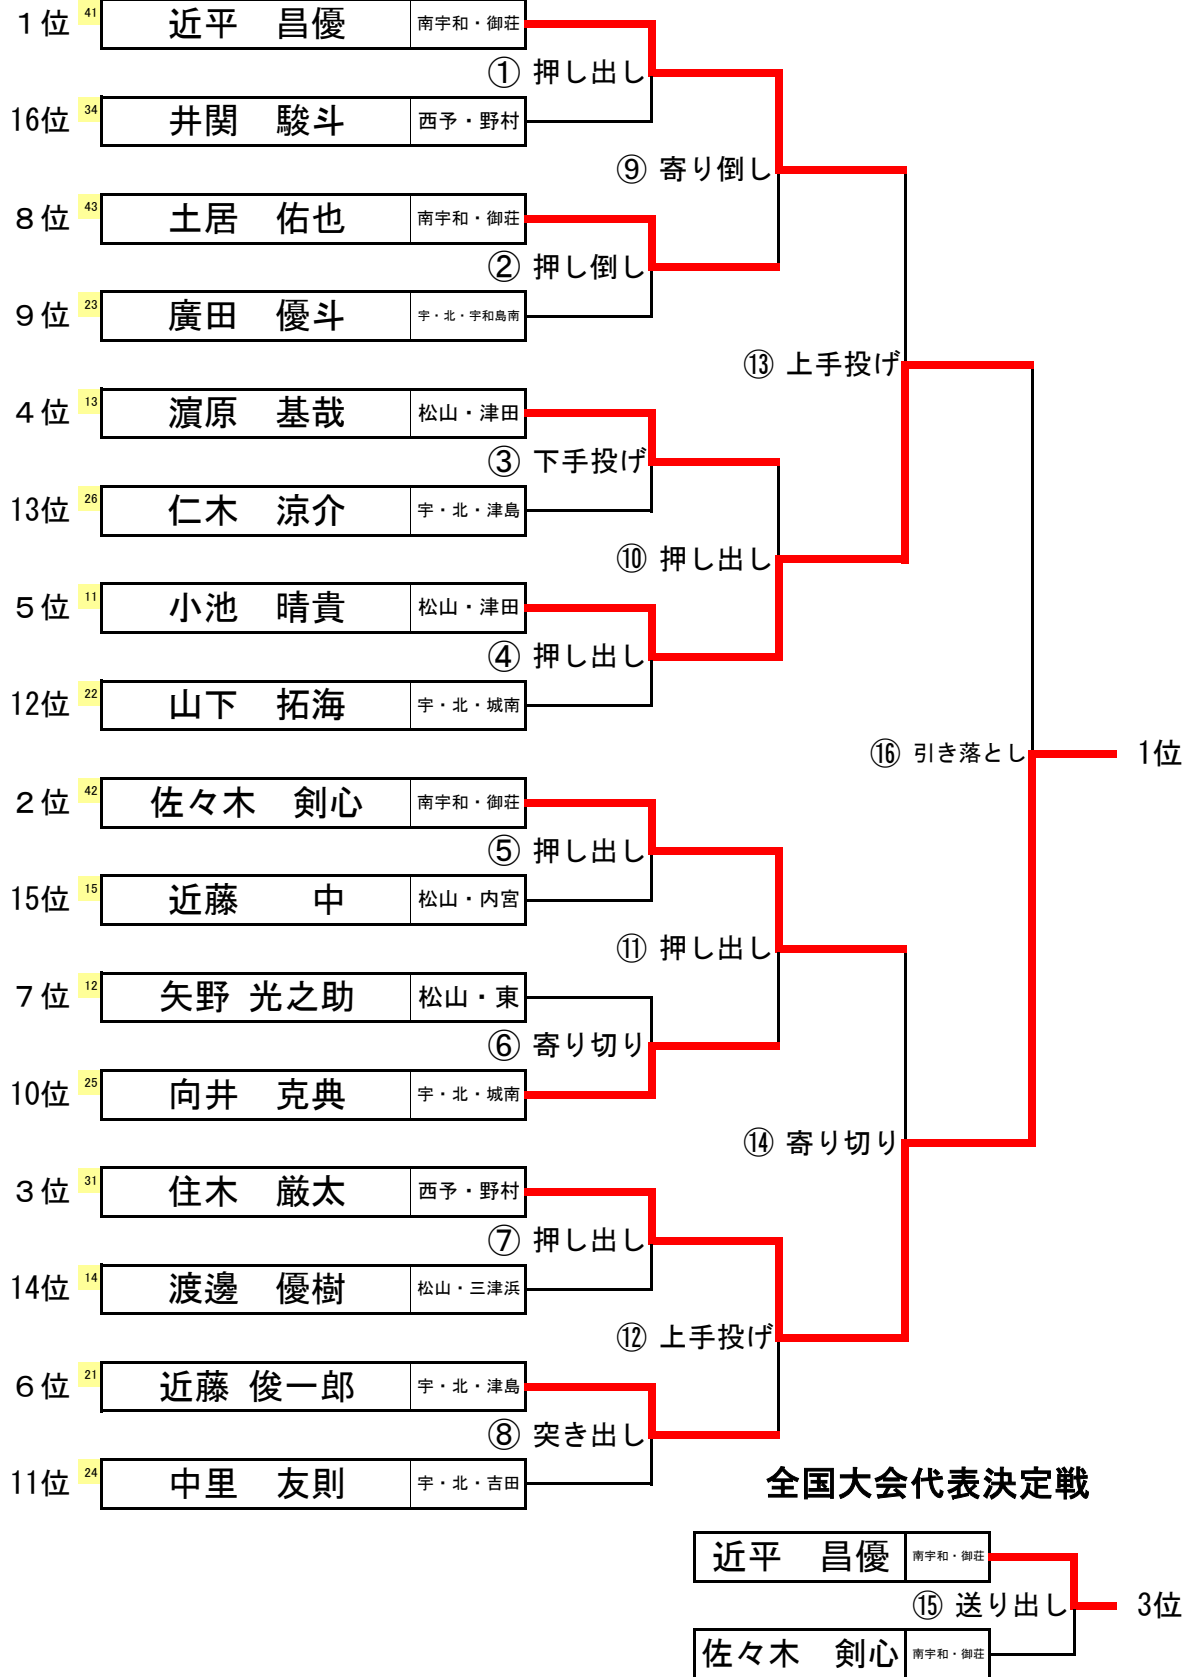 １位 41 近平　昌優 南宇和・御荘
① 押し出し
16位 34 井関　駿斗 西予・野村
⑨ 寄り倒し
８位 43 土居　佑也 南宇和・御荘
② 押し倒し
９位 23 廣田　優斗 宇・北・宇和島南
⑬ 上手投げ
４位 13 濵原　基哉 松山・津田
③ 下手投げ
13位 26 仁木　涼介 宇・北・津島
⑩ 押し出し
５位 11 小池　晴貴 松山・津田
④ 押し出し
12位 22 山下　拓海 宇・北・城南
⑯ 引き落とし 1位
２位 42 佐々木　剣心 南宇和・御荘
⑤ 押し出し
15位 15 近藤　　中 松山・内宮
⑪ 押し出し
７位 12 矢野 光之助 松山・東
⑥ 寄り切り
10位 25 向井　克典 宇・北・城南
⑭ 寄り切り
３位 31 住木　厳太 西予・野村
⑦ 押し出し
14位 14 渡邊　優樹 松山・三津浜
⑫ 上手投げ
６位 21 近藤 俊一郎 宇・北・津島
⑧ 突き出し
11位 24 中里　友則 宇・北・吉田
全国大会代表決定戦
近平　昌優 南宇和・御荘
⑮ 送り出し 3位
佐々木　剣心 南宇和・御荘